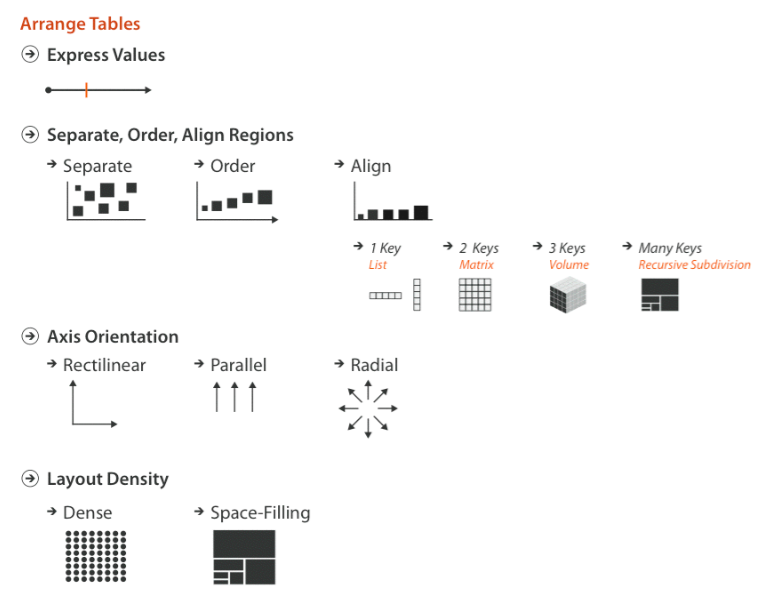 Arrange Tables
Express Values
Separate, Order, Align Regions
Separate
Order
Align
1 Key
List
2 Keys
Matrix
3 Keys
Volume
Many Keys
Recursive Subdivision
Axis Orientation
Rectilinear
Parallel
Radial
Layout Density
Dense
Space-Filling